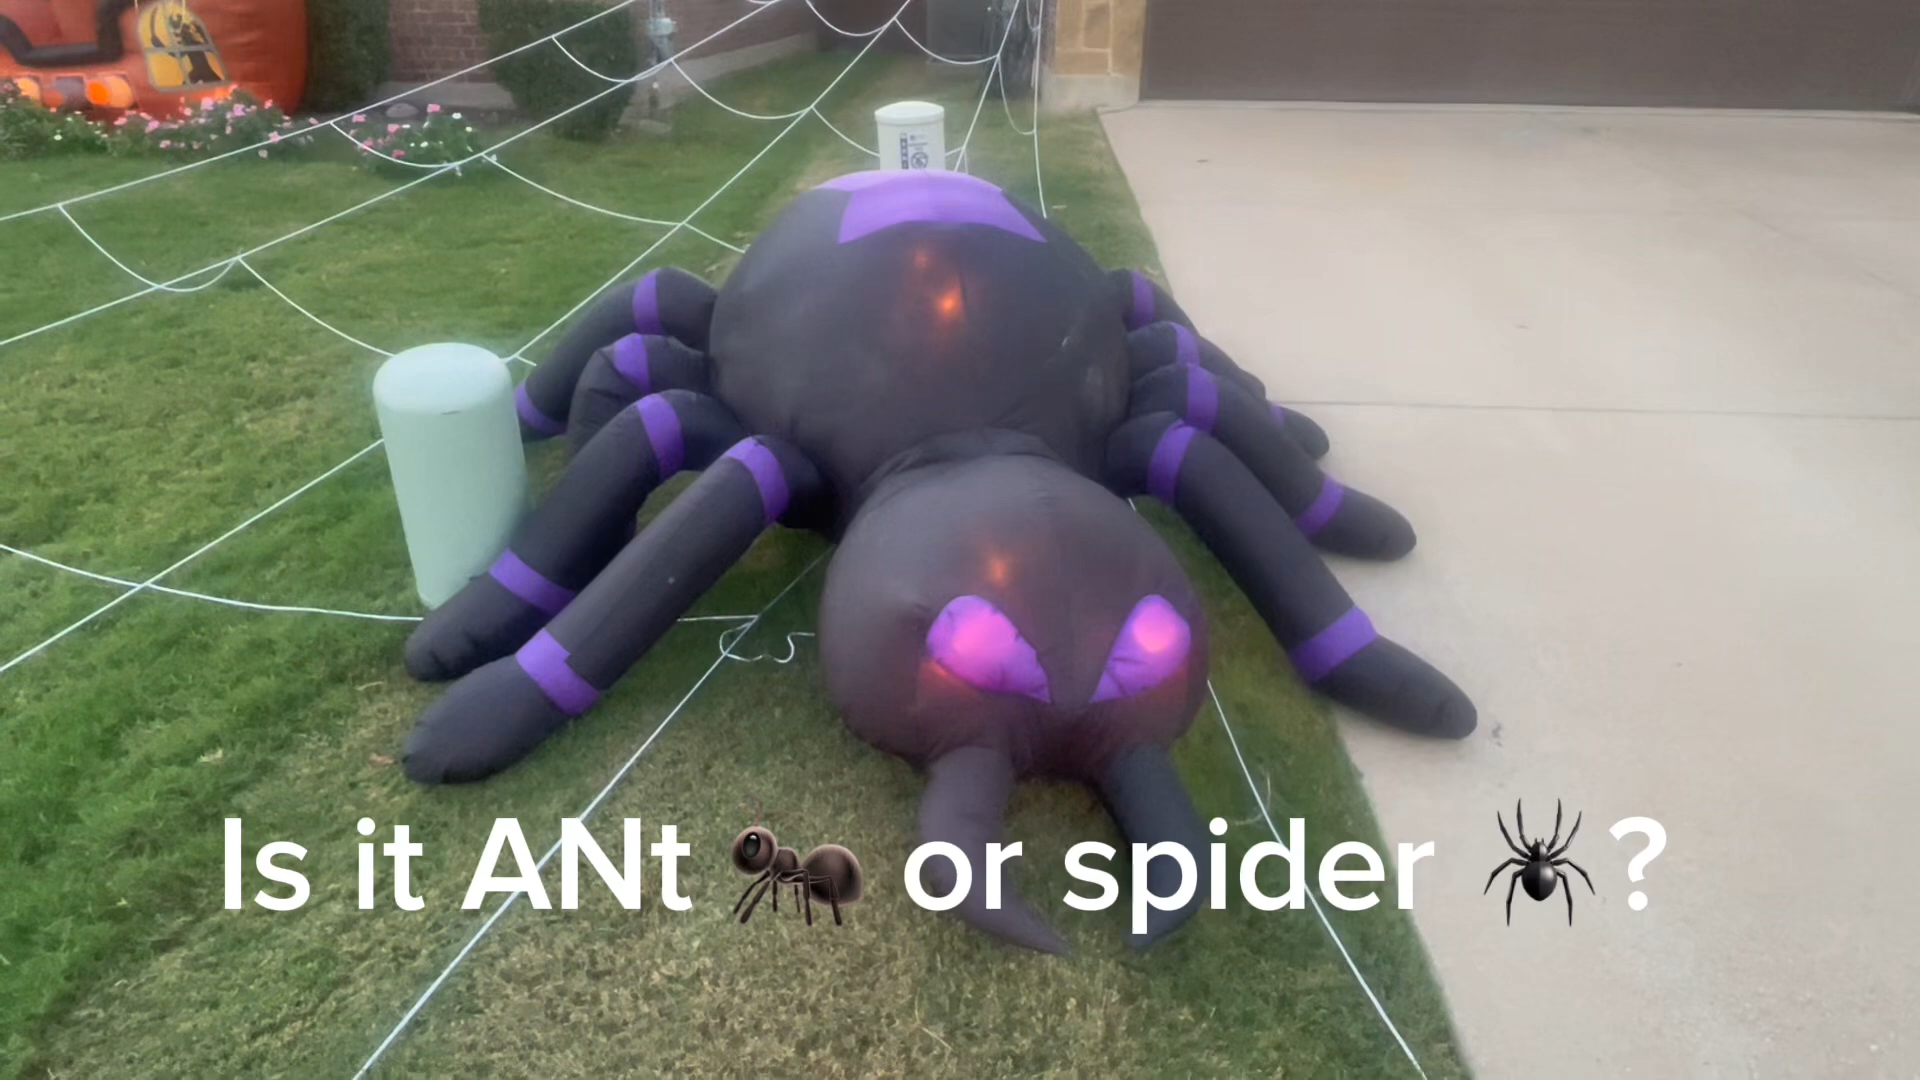 Is it ANt 🐜 or spider 🕷?